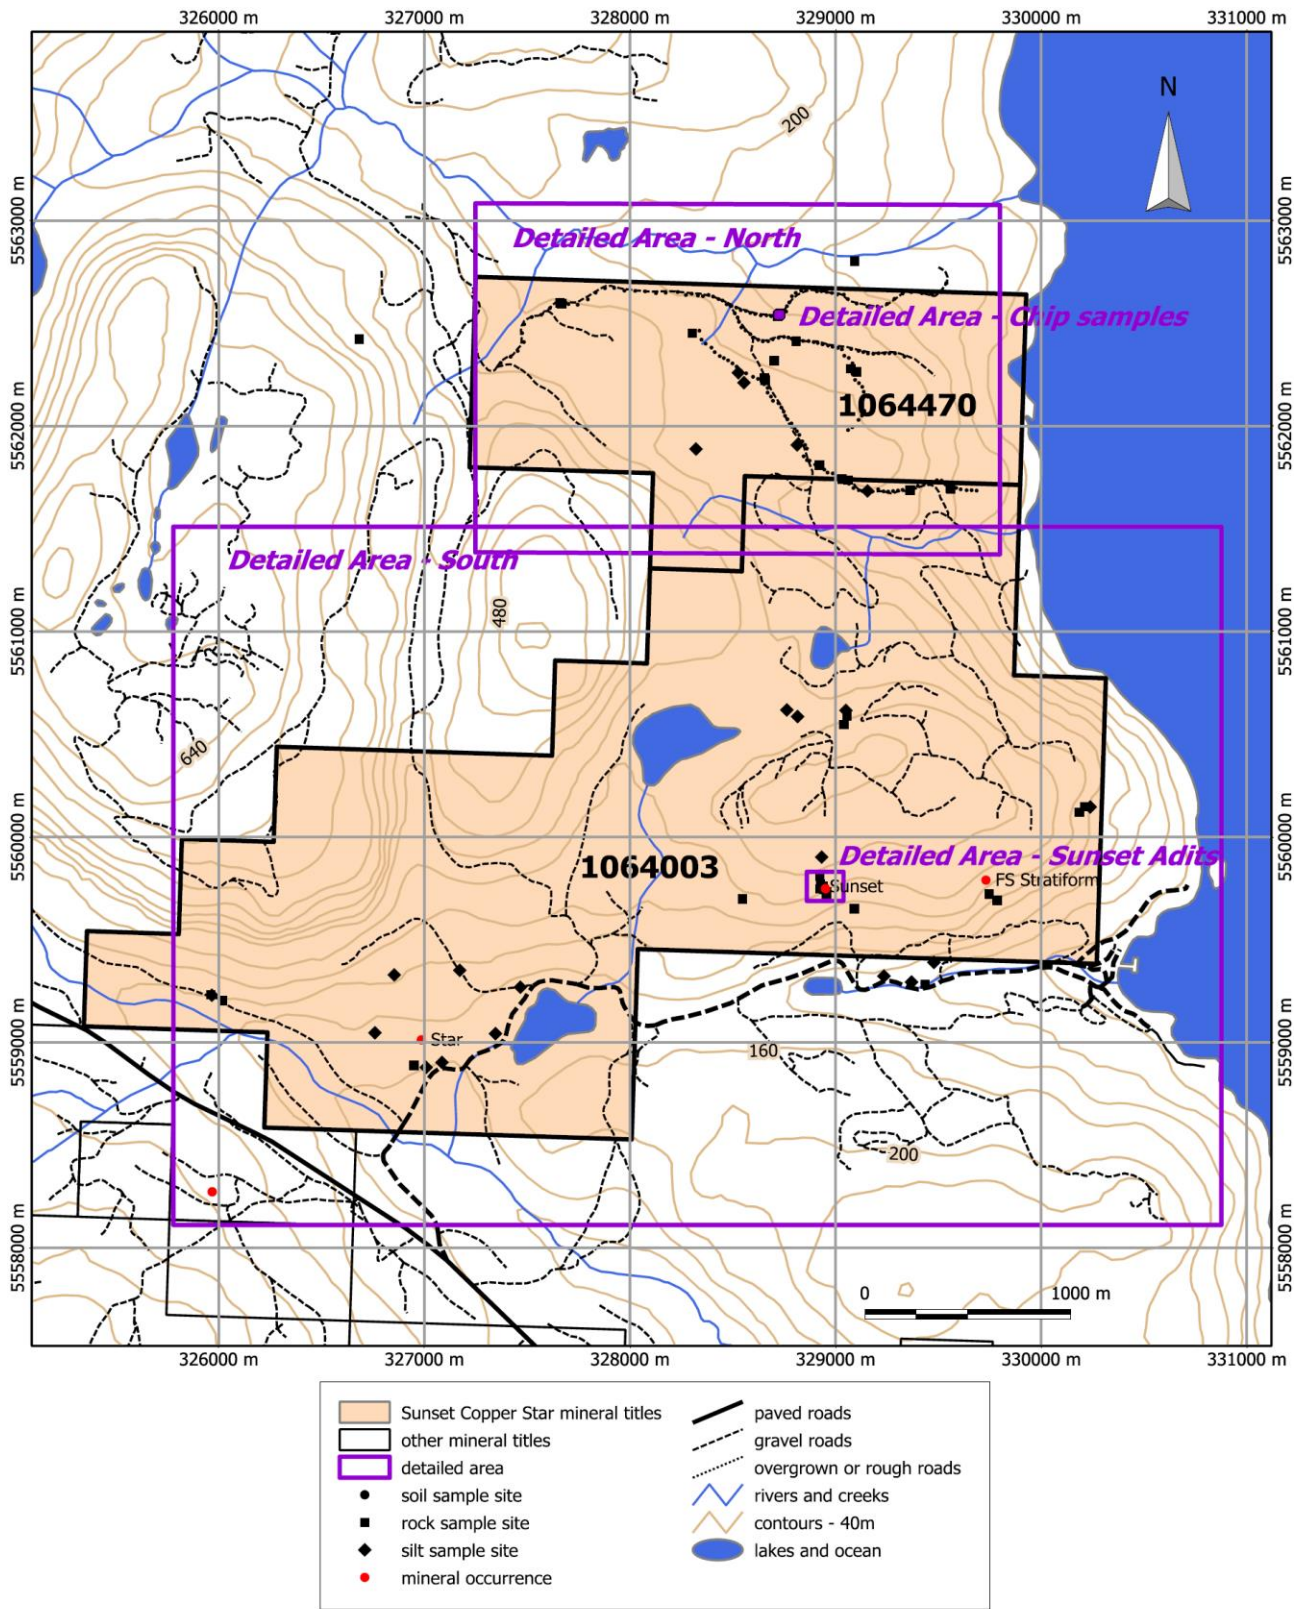 326000 m
327000 m
328000 m
329000 m
330000 m
331000 m
N
200
5563000 m
5563000 m
Detailed Area - North
Detailed Area - Chip samples
1064470
5562000 m
5562000 m
Detailed Area - South
480
5561000 m
5561000 m
640
5560000 m
5560000 m
Detailed Area - Sunset Adits
1064003
FS Stratiform
Sunset
Star
5559000 m
5559000 m
160
200
5558000 m
5558000 m
0
1000 m
326000 m
327000 m
328000 m
329000 m
330000 m
331000 m
Sunset Copper Star mineral titles
other mineral titles
detailed area
soil sample site
rock sample site
silt sample site
mineral occurrence
paved roads
gravel roads
overgrown or rough roads
rivers and creeks
contours - 40m
lakes and ocean